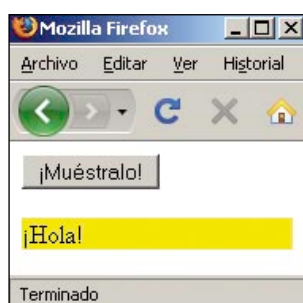 Mozilla Firefox
Archivo Editar Ver Historial
¡Muéstralo!
¡Hola!
Terminado